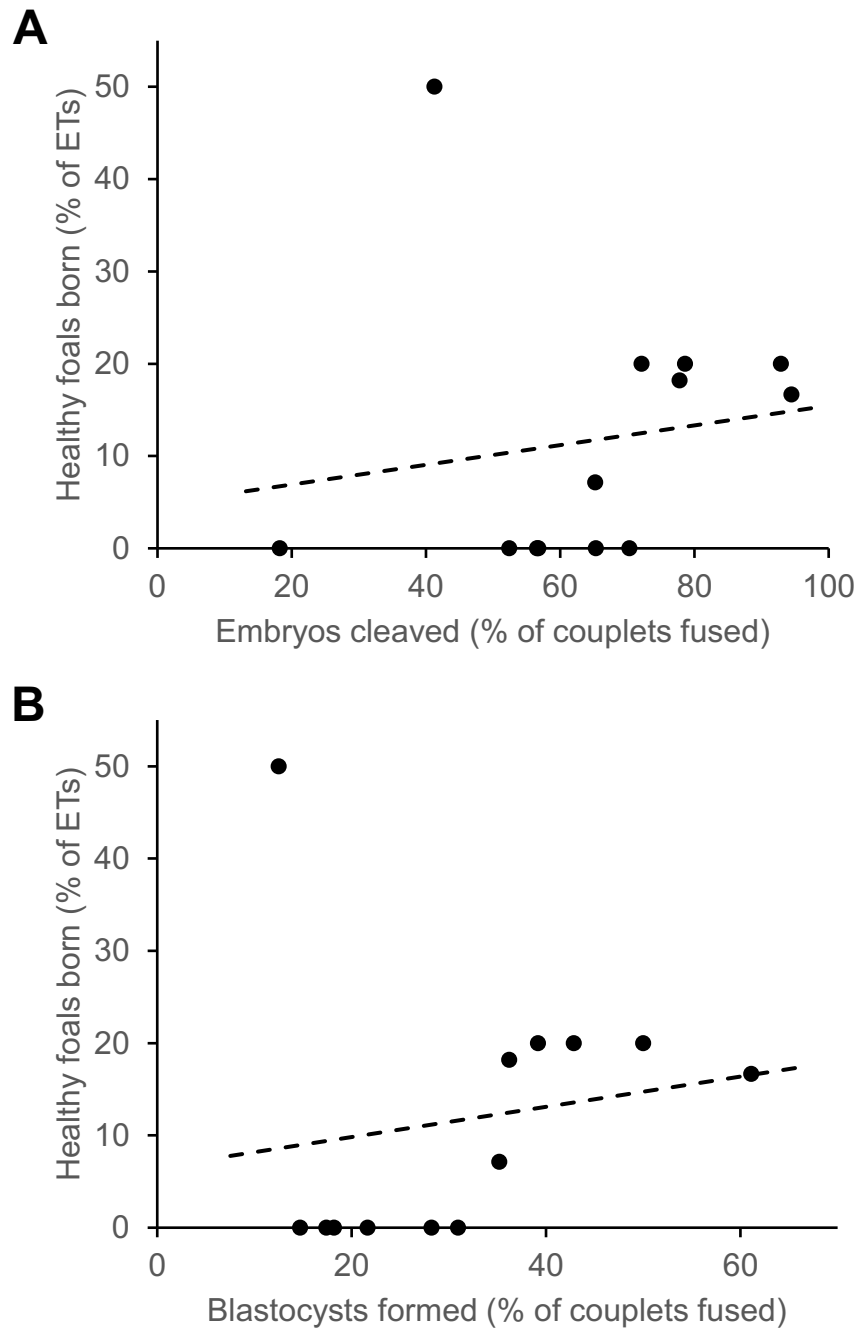 A
Healthy foals born (% of ETs)
50
40
30
20
10
0
0 20 40 60 80 100
Embryos cleaved (% of couplets fused)
B
Healthy foals born (% of ETs)
50
40
30
20
10
0
0 20 40 60
Blastocysts formed (% of couplets fused)